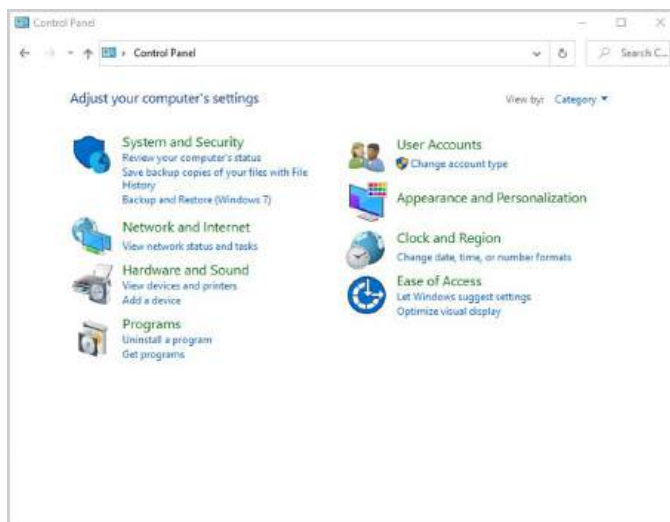 Control Panel
Control Panel
Search C...
Adjust your computer's settings
View by: Category
System and Security
Review your computer's status
Save backup copies of your files with File
History
Backup and Restore (Windows 7)
Network and Internet
View network status and tasks
Hardware and Sound
View devices and printers
Add a device
Programs
Uninstall a program
Get programs
User Accounts
Change account type
Appearance and Personalization
Clock and Region
Change date, time, or number formats
Ease of Access
Let Windows suggest settings
Optimize visual display